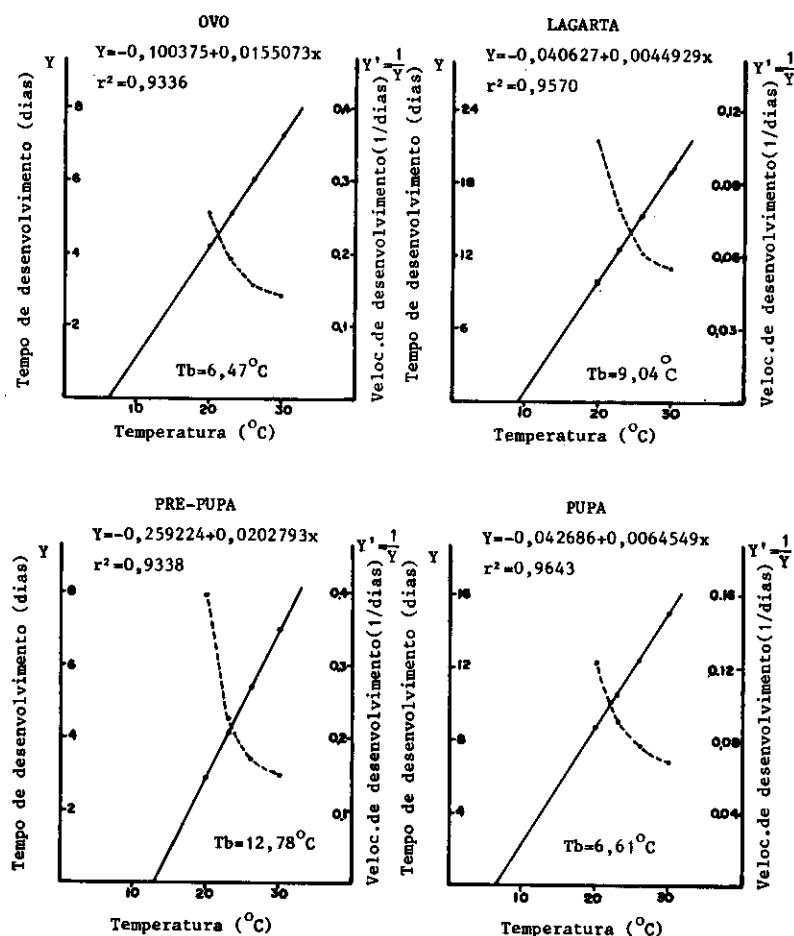 OVO
Y
Y=-0,100375+0,0155073x
r²=0,9336
Y'=1/Y
Tempo de desenvolvimento (dias)
8
6
4
2
0,4
0,3
0,2
0,1
Veloc.de desenvolvimento(1/dias)
Tb=6,47°C
10
20
30
Temperatura (°C)
LAGARTA
Y
Y=-0,040627+0,0044929x
r²=0,9570
Y'=1/Y
Tempo de desenvolvimento (dias)
24
18
12
6
0,12
0,09
0,06
0,03
Veloc.de desenvolvimento(1/dias)
Tb=9,04°C
10
20
30
Temperatura (°C)
PRE-PUPA
Y
Y=-0,259224+0,0202793x
r²=0,9338
Y'=1/Y
Tempo de desenvolvimento (dias)
8
6
4
2
0,4
0,3
0,2
0,1
Veloc.de desenvolvimento(1/dias)
Tb=12,78°C
10
20
30
Temperatura (°C)
PUPA
Y
Y=-0,042686+0,0064549x
r²=0,9643
Y'=1/Y
Tempo de desenvolvimento (dias)
16
12
8
4
0,16
0,12
0,08
0,04
Veloc.de desenvolvimento(1/dias)
Tb=6,61°C
10
20
30
Temperatura (°C)